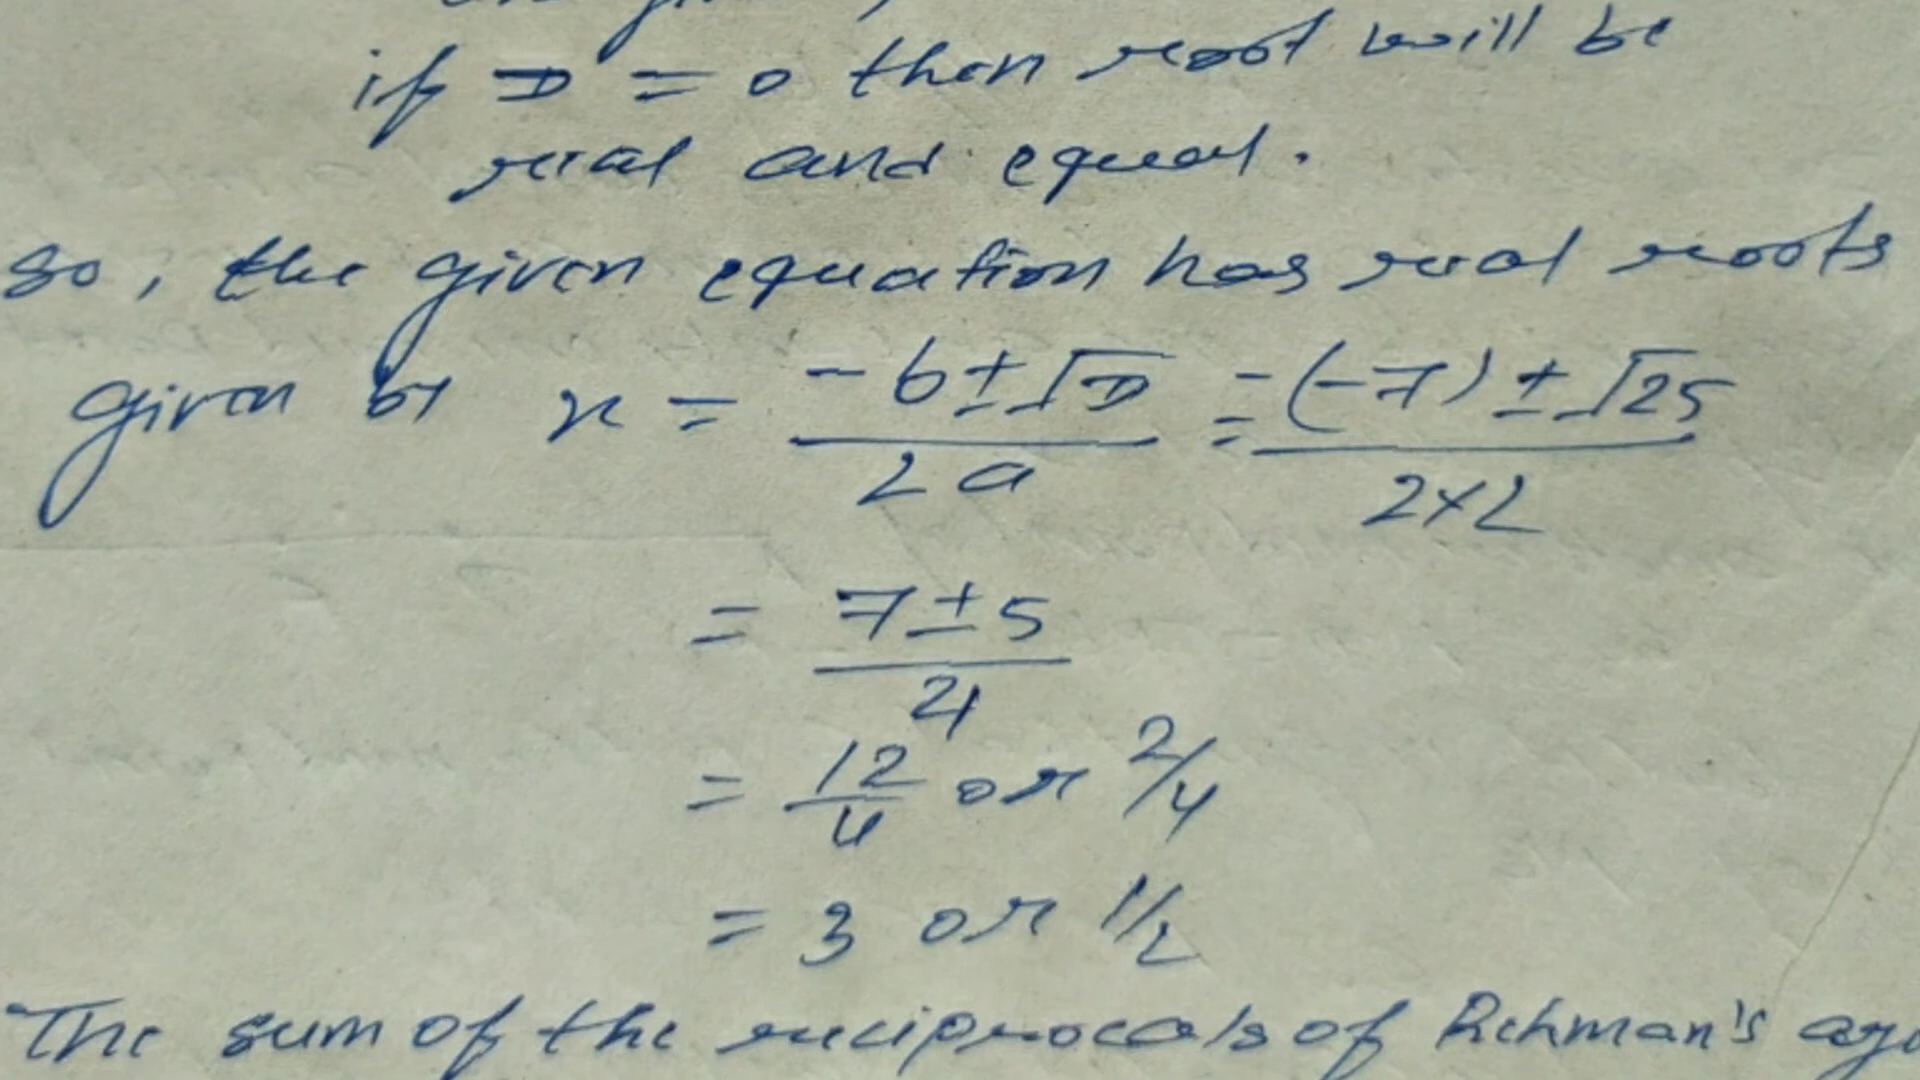 if D = 0 then root will be
real and equal.
So, the given equation has real roots
given by x = -b±√D / 2a = -(-7) ± √25 / 2×2
= 7±5 / 4
= 12/4 or 2/4
= 3 or 1/2
The sum of the reciprocals of Rehman's